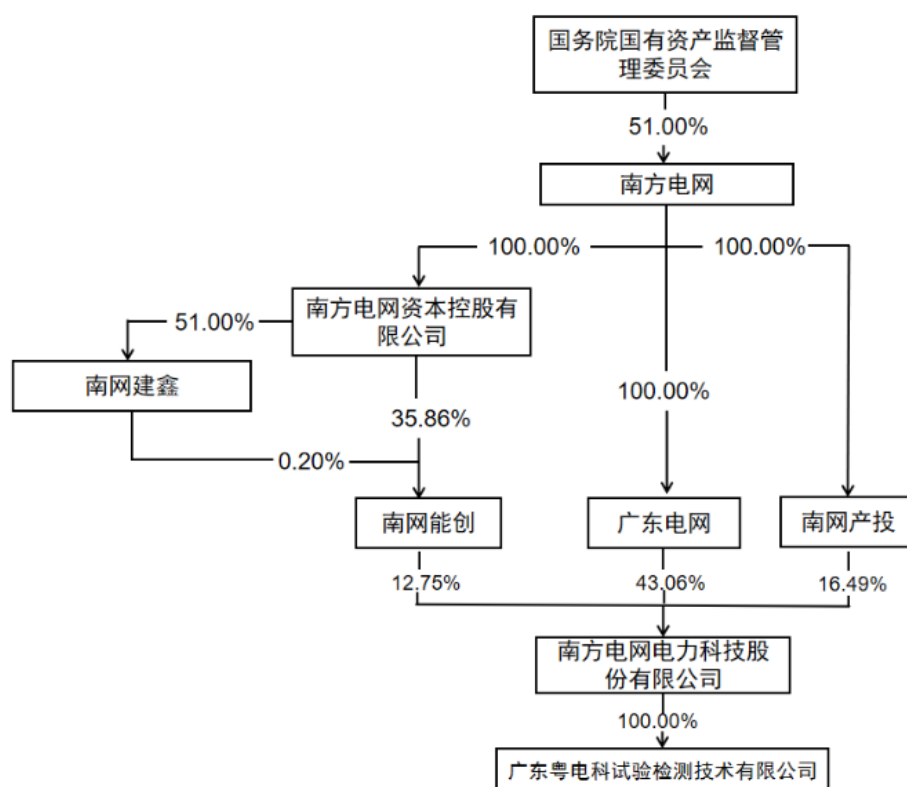 国务院国有资产监督管
理委员会
51.00%
南方电网
100.00%
100.00%
南方电网资本控股有
限公司
51.00%
南网建鑫
35.86%
100.00%
0.20%
南网能创
广东电网
南网产投
12.75%
43.06%
16.49%
南方电网电力科技股
份有限公司
100.00%
广东粤电科试验检测技术有限公司